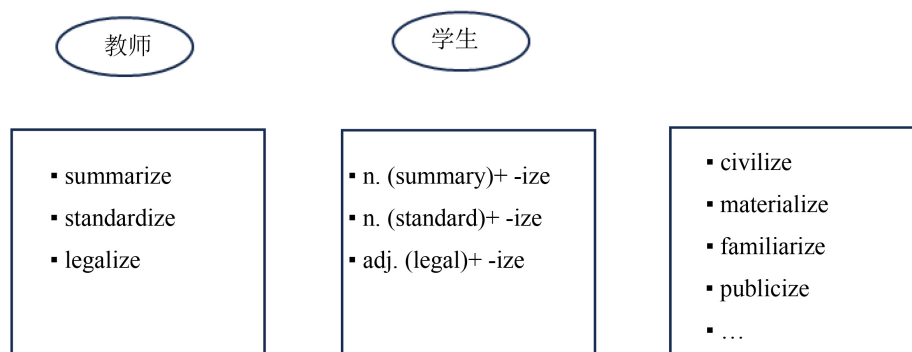 教师
学生
▪ summarize
▪ standardize
▪ legalize
▪ n. (summary)+ -ize
▪ n. (standard)+ -ize
▪ adj. (legal)+ -ize
▪ civilize
▪ materialize
▪ familiarize
▪ publicize
▪ …